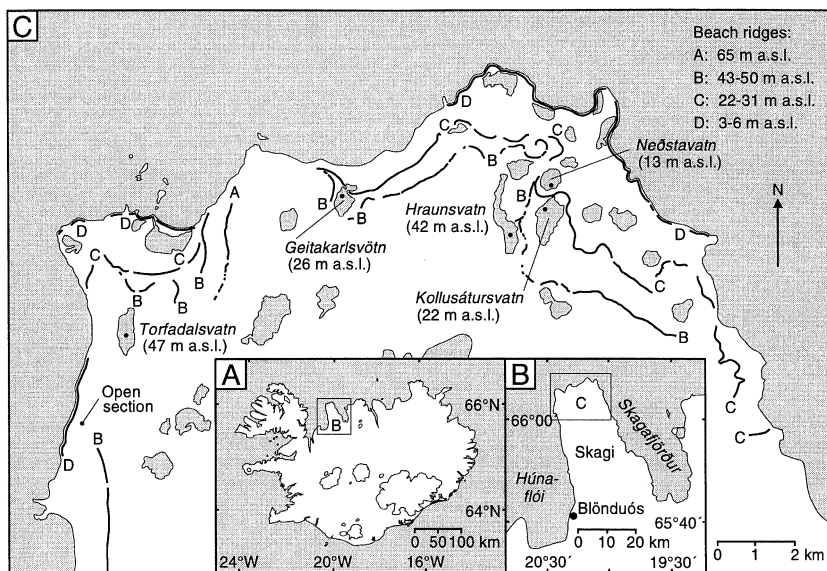 C
Beach ridges:
A: 65 m a.s.l.
B: 43-50 m a.s.l.
C: 22-31 m a.s.l.
D: 3-6 m a.s.l.
D
C
C
B
Neðstavatn
(13 m a.s.l.)
N
A
B
B
B
Hraunsvatn
(42 m a.s.l.)
Geitakarlsvötn
(26 m a.s.l.)
D
D
D
D
C
C
B
B
C
Kollusátursvatn
(22 m a.s.l.)
B
Torfadalsvatn
(47 m a.s.l.)
Open
section
B
D
C
C
A
B
66°N
64°N
24°W
20°W
16°W
0 50 100 km
B
C
66°00
Skagi
Skagafjörður
Húna-
flói
Blönduós
65°40
0 10 20 km
20°30´
19°30´
0 1 2 km